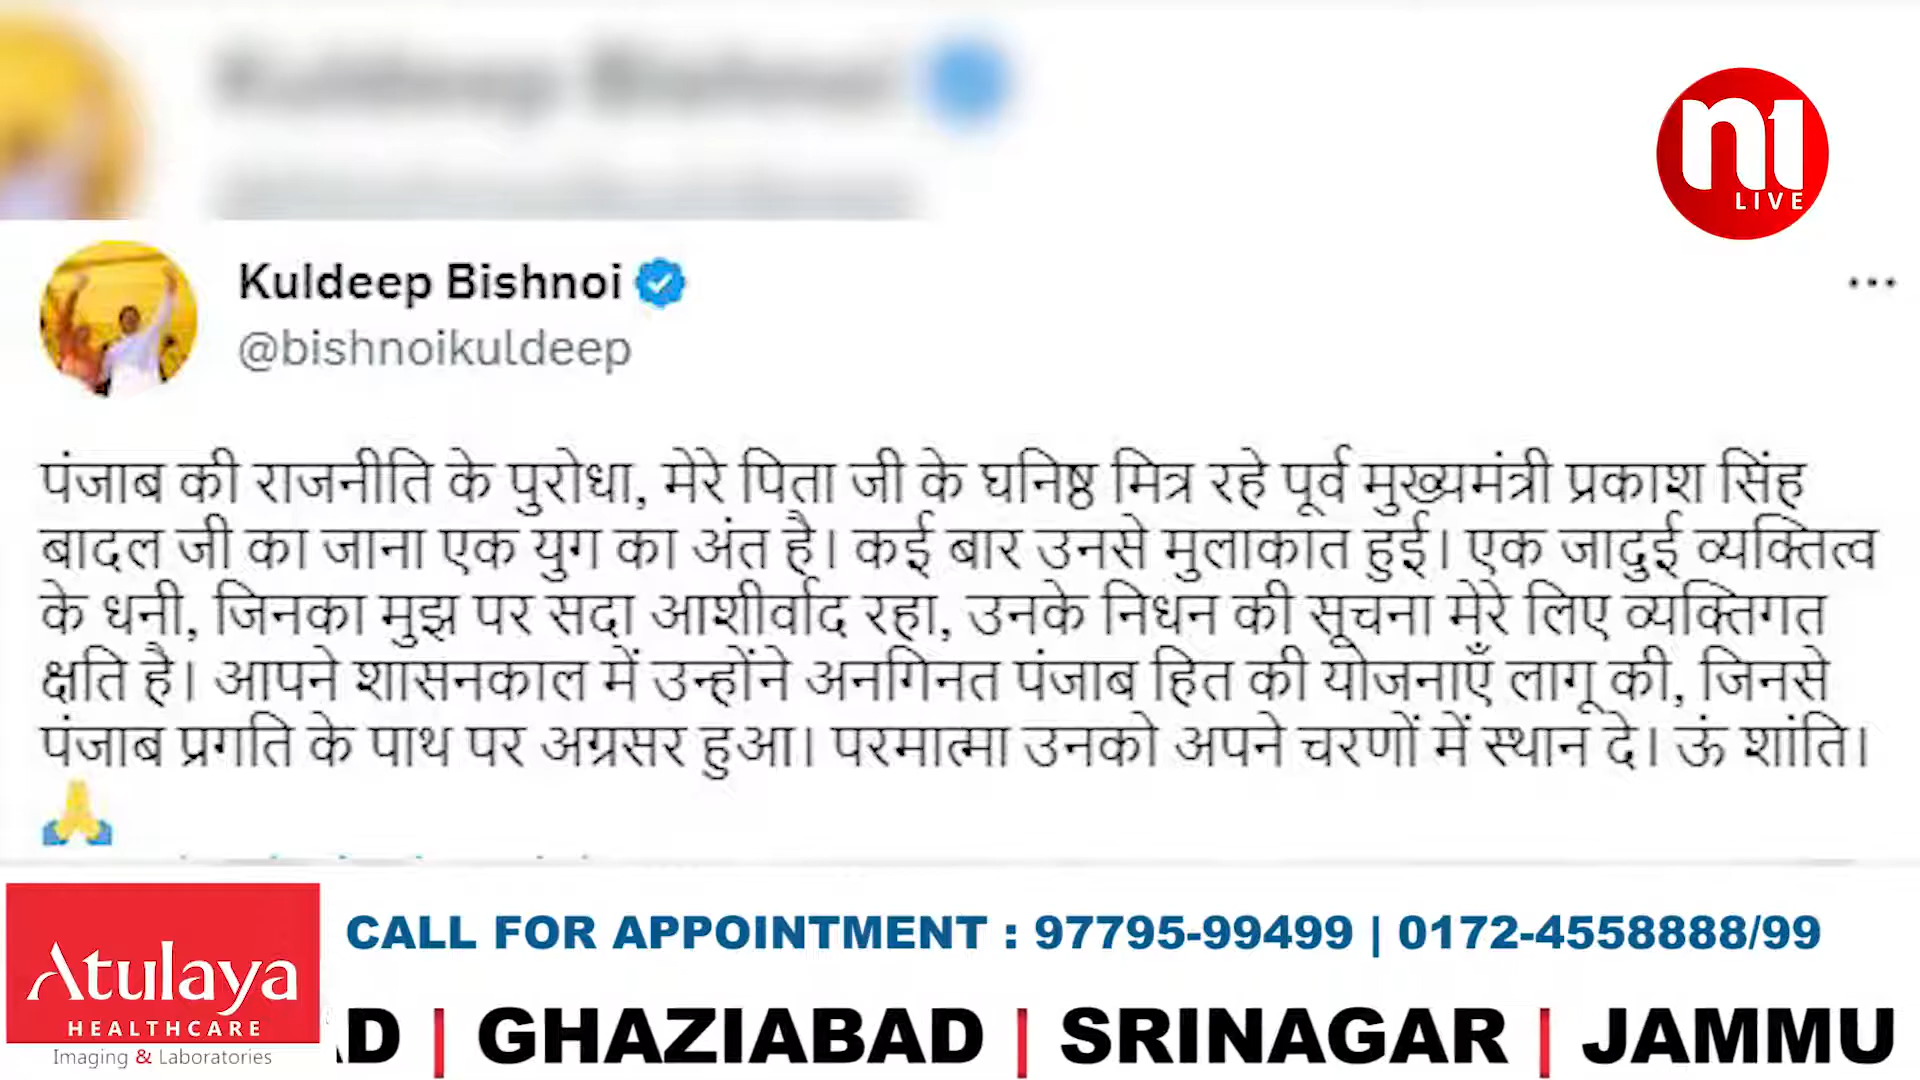 n1
LIVE
Kuldeep Bishnoi
@bishnoikuldeep
पंजाब की राजनीति के पुरोधा, मेरे पिता जी के घनिष्ठ मित्र रहे पूर्व मुख्यमंत्री प्रकाश सिंह
बादल जी का जाना एक युग का अंत है। कई बार उनसे मुलाकात हुई। एक जादुई व्यक्तित्व
के धनी, जिनका मुझ पर सदा आशीर्वाद रहा, उनके निधन की सूचना मेरे लिए व्यक्तिगत
क्षति है। आपने शासनकाल में उन्होंने अनगिनत पंजाब हित की योजनाएँ लागू की, जिनसे
पंजाब प्रगति के पाथ पर अग्रसर हुआ। परमात्मा उनको अपने चरणों में स्थान दे। ऊं शांति।
🙏
Atulaya
HEALTHCARE
Imaging & Laboratories
CALL FOR APPOINTMENT : 97795-99499 | 0172-4558888/99
D | GHAZIABAD | SRINAGAR | JAMMU